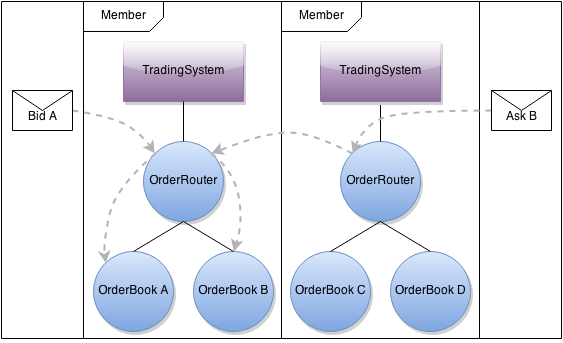 Member
Member
TradingSystem
TradingSystem
Bid A
Ask B
OrderRouter
OrderRouter
OrderBook A
OrderBook B
OrderBook C
OrderBook D